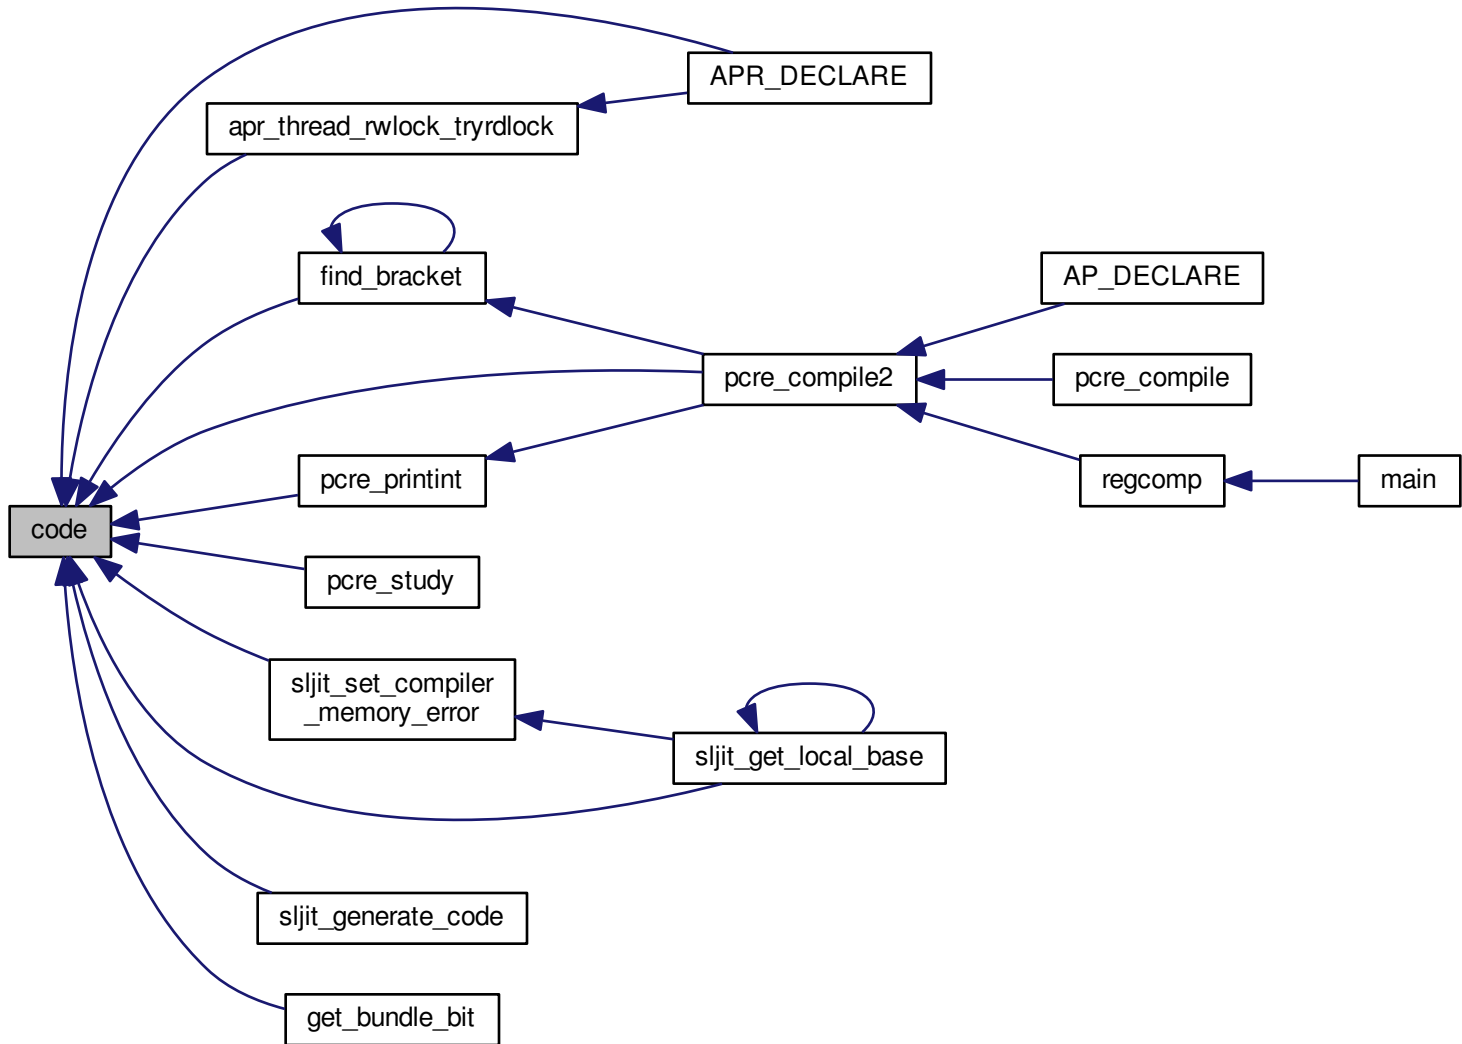 APR_DECLARE
apr_thread_rwlock_tryrdlock
find_bracket
AP_DECLARE
pcre_compile2
pcre_compile
pcre_printint
regcomp
main
code
pcre_study
sljit_set_compiler
_memory_error
sljit_get_local_base
sljit_generate_code
get_bundle_bit